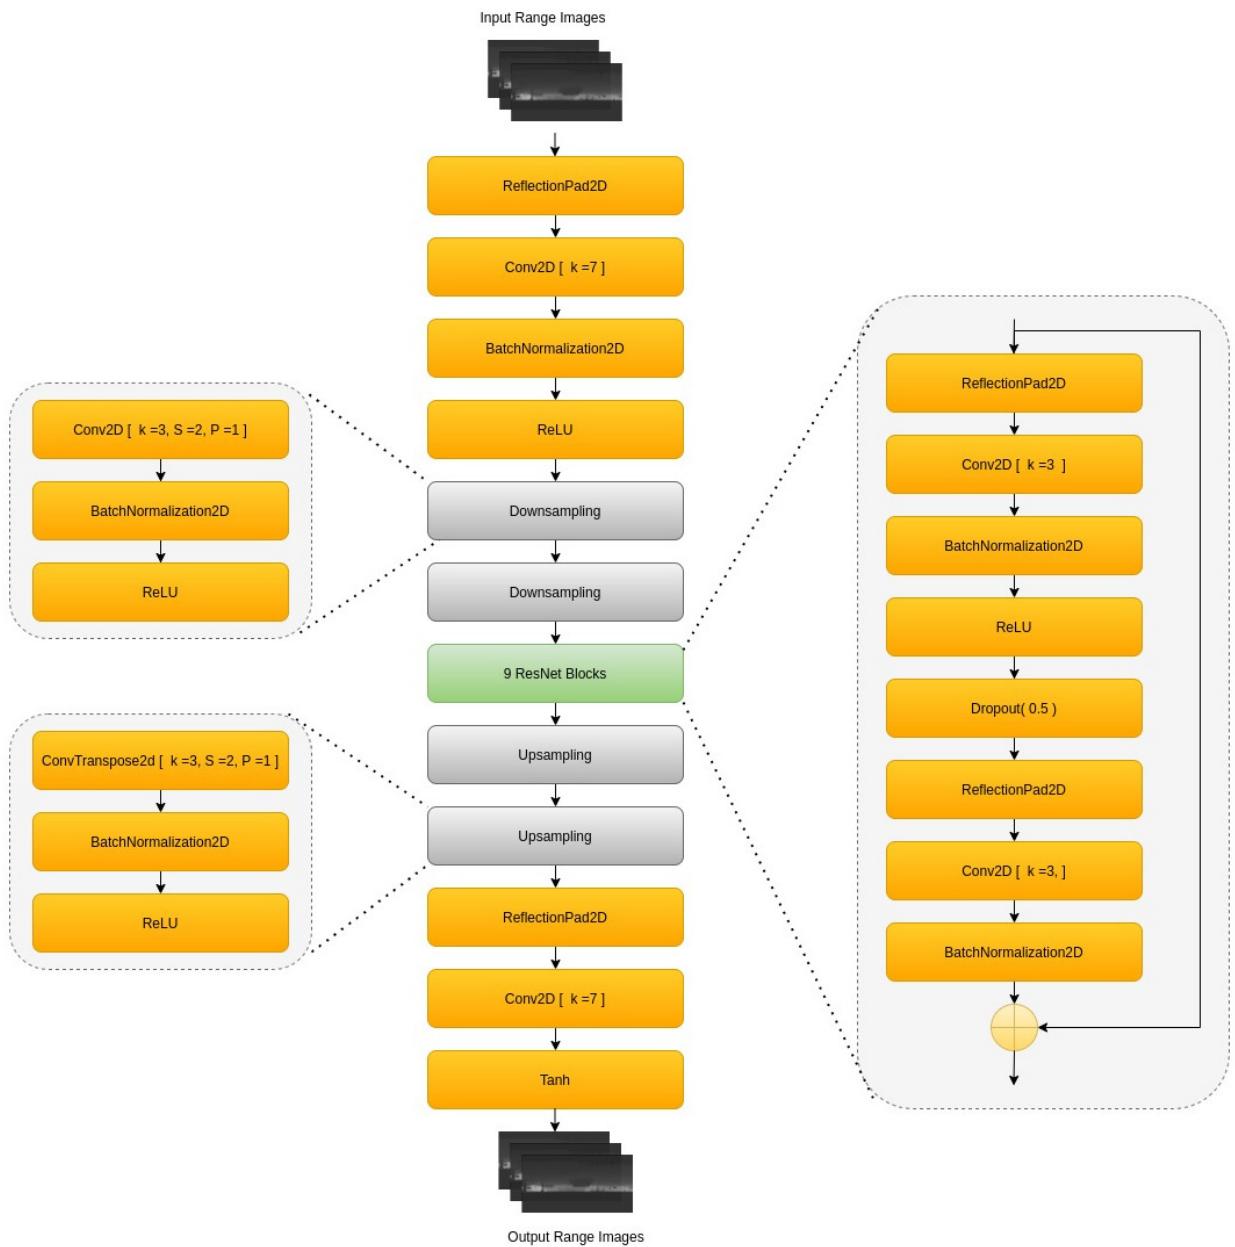 Input Range Images
ReflectionPad2D
Conv2D [ k =7 ]
BatchNormalization2D
ReLU
Downsampling
Downsampling
9 ResNet Blocks
Upsampling
Upsampling
ReflectionPad2D
Conv2D [ k =7 ]
Tanh
Output Range Images
Conv2D [ k =3, S =2, P =1 ]
BatchNormalization2D
ReLU
ConvTranspose2d [ k =3, S =2, P =1 ]
BatchNormalization2D
ReLU
ReflectionPad2D
Conv2D [ k =3 ]
BatchNormalization2D
ReLU
Dropout( 0.5 )
ReflectionPad2D
Conv2D [ k =3, ]
BatchNormalization2D